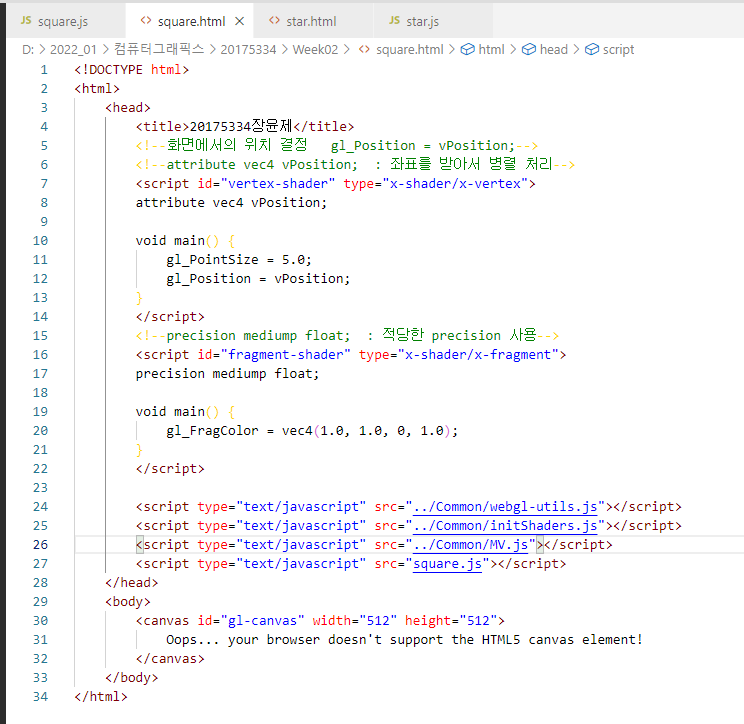 JS square.js <> square.html × <> star.html JS star.js
D: > 2022_01 > 컴퓨터그래픽스 > 20175334 > Week02 > <> square.html > html > head > script
1 <!DOCTYPE html>
2 <html>
3 <head>
4 <title>20175334장윤제</title>
5 <!--화면에서의 위치 결정   gl_Position = vPosition;-->
6 <!--attribute vec4 vPosition;  : 좌표를 받아서 병렬 처리-->
7 <script id="vertex-shader" type="x-shader/x-vertex">
8 attribute vec4 vPosition;
9
10 void main() {
11 gl_PointSize = 5.0;
12 gl_Position = vPosition;
13 }
14 </script>
15 <!--precision mediump float;  : 적당한 precision 사용-->
16 <script id="fragment-shader" type="x-shader/x-fragment">
17 precision mediump float;
18
19 void main() {
20 gl_FragColor = vec4(1.0, 1.0, 0, 1.0);
21 }
22 </script>
23
24 <script type="text/javascript" src="../Common/webgl-utils.js"></script>
25 <script type="text/javascript" src="../Common/initShaders.js"></script>
26 <script type="text/javascript" src="../Common/MV.js"></script>
27 <script type="text/javascript" src="square.js"></script>
28 </head>
29 <body>
30 <canvas id="gl-canvas" width="512" height="512">
31 Oops... your browser doesn't support the HTML5 canvas element!
32 </canvas>
33 </body>
34 </html>